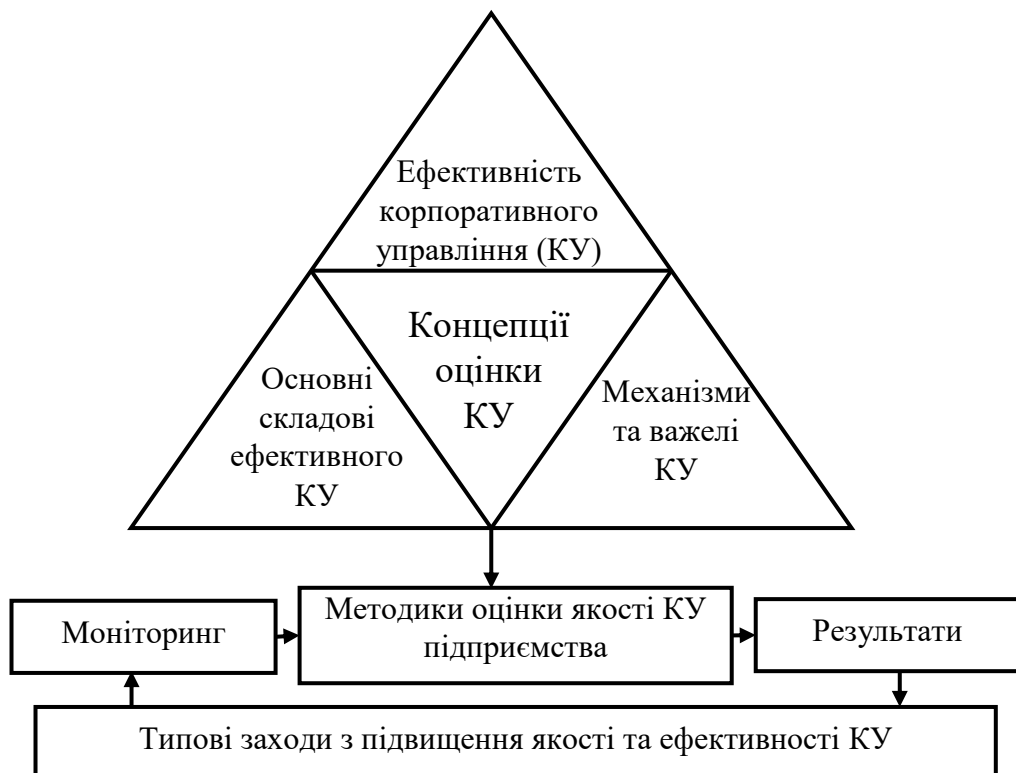 Ефективність
корпоративного
управління (КУ)
Концепції
оцінки
КУ
Основні
складові
ефективного
КУ
Механізми
та важелі
КУ
Моніторинг
Методики оцінки якості КУ
підприємства
Результати
Типові заходи з підвищення якості та ефективності КУ